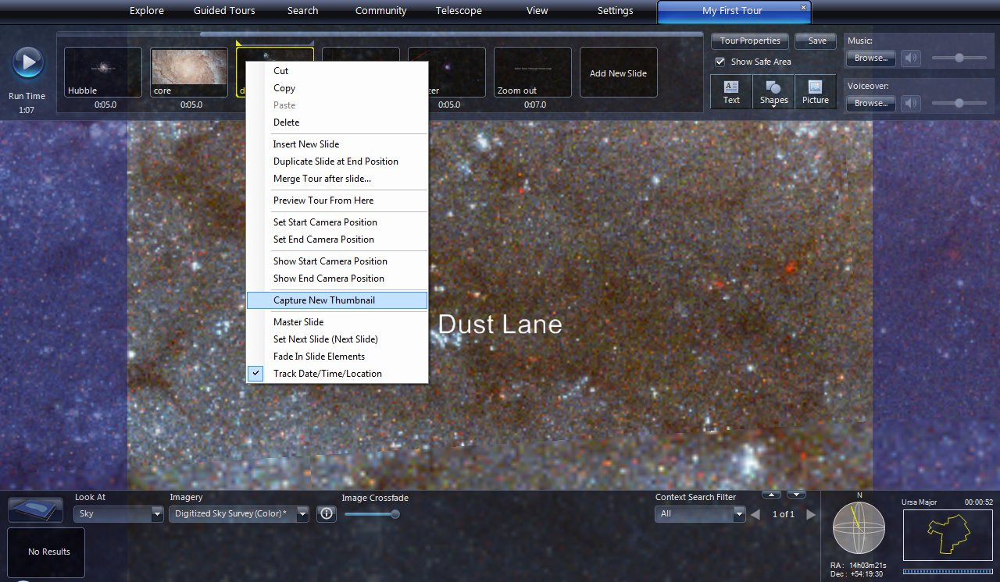 Explore Guided Tours Search Community Telescope View Settings My First Tour
Run Time
1:07
Hubble
0:05.0
core
0:05.0
d
zer
0:05.0
Zoom out
0:07.0
Add New Slide
Tour Properties Save
Show Safe Area
Text Shapes Picture
Music:
Browse...
Voiceover:
Browse...
Cut
Copy
Paste
Delete
Insert New Slide
Duplicate Slide at End Position
Merge Tour after slide...
Preview Tour From Here
Set Start Camera Position
Set End Camera Position
Show Start Camera Position
Show End Camera Position
Capture New Thumbnail
Master Slide
Set Next Slide (Next Slide)
Fade In Slide Elements
Track Date/Time/Location
Dust Lane
Look At
Sky
Imagery
Digitized Sky Survey (Color) *
Image Crossfade
Context Search Filter
All
1 of 1
No Results
N
RA : 14h03m21s
Dec : +54:19:30
Ursa Major 00:00:52